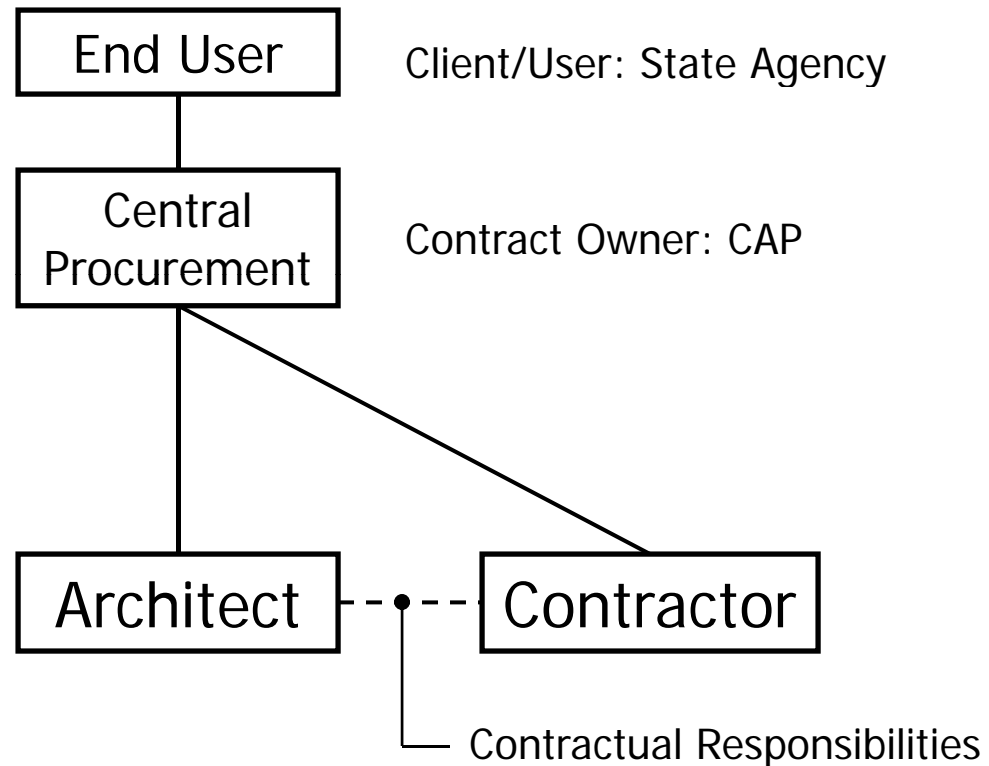 End User
Client/User: State Agency
Central
Procurement
Contract Owner: CAP
Architect
Contractor
Contractual Responsibilities